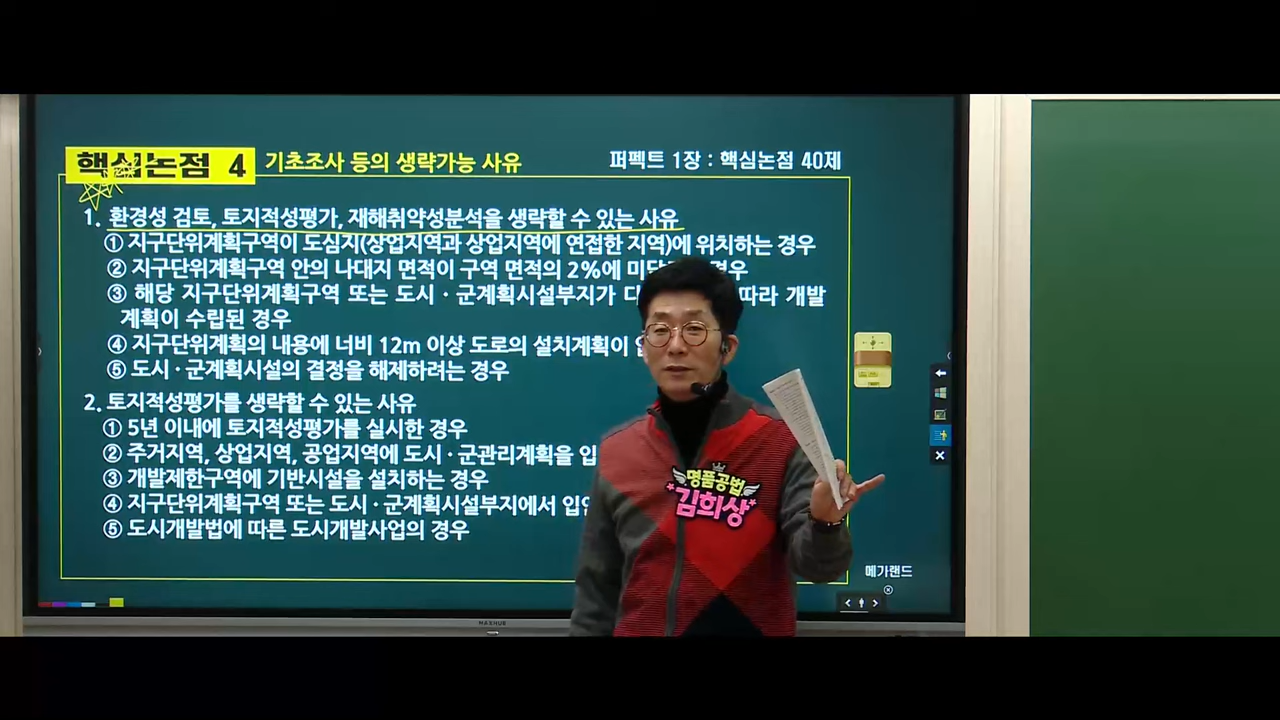 핵심논점 4 기초조사 등의 생략가능 사유 퍼펙트 1장 : 핵심논점 40제
1. 환경성 검토, 토지적성평가, 재해취약성분석을 생략할 수 있는 사유
① 지구단위계획구역이 도심지(상업지역과 상업지역에 연접한 지역)에 위치하는 경우
② 지구단위계획구역 안의 나대지 면적이 구역 면적의 2%에 미달 경우
③ 해당 지구단위계획구역 또는 도시 · 군계획시설부지가 다 따라 개발
계획이 수립된 경우
④ 지구단위계획의 내용에 너비 12m 이상 도로의 설치계획이
⑤ 도시 · 군계획시설의 결정을 해제하려는 경우
2. 토지적성평가를 생략할 수 있는 사유
① 5년 이내에 토지적성평가를 실시한 경우
② 주거지역, 상업지역, 공업지역에 도시 · 군관리계획을 입
③ 개발제한구역에 기반시설을 설치하는 경우
④ 지구단위계획구역 또는 도시 · 군계획시설부지에서
⑤ 도시개발법에 따른 도시개발사업의 경우
명품공법
김희상
메가랜드
MAXHUB